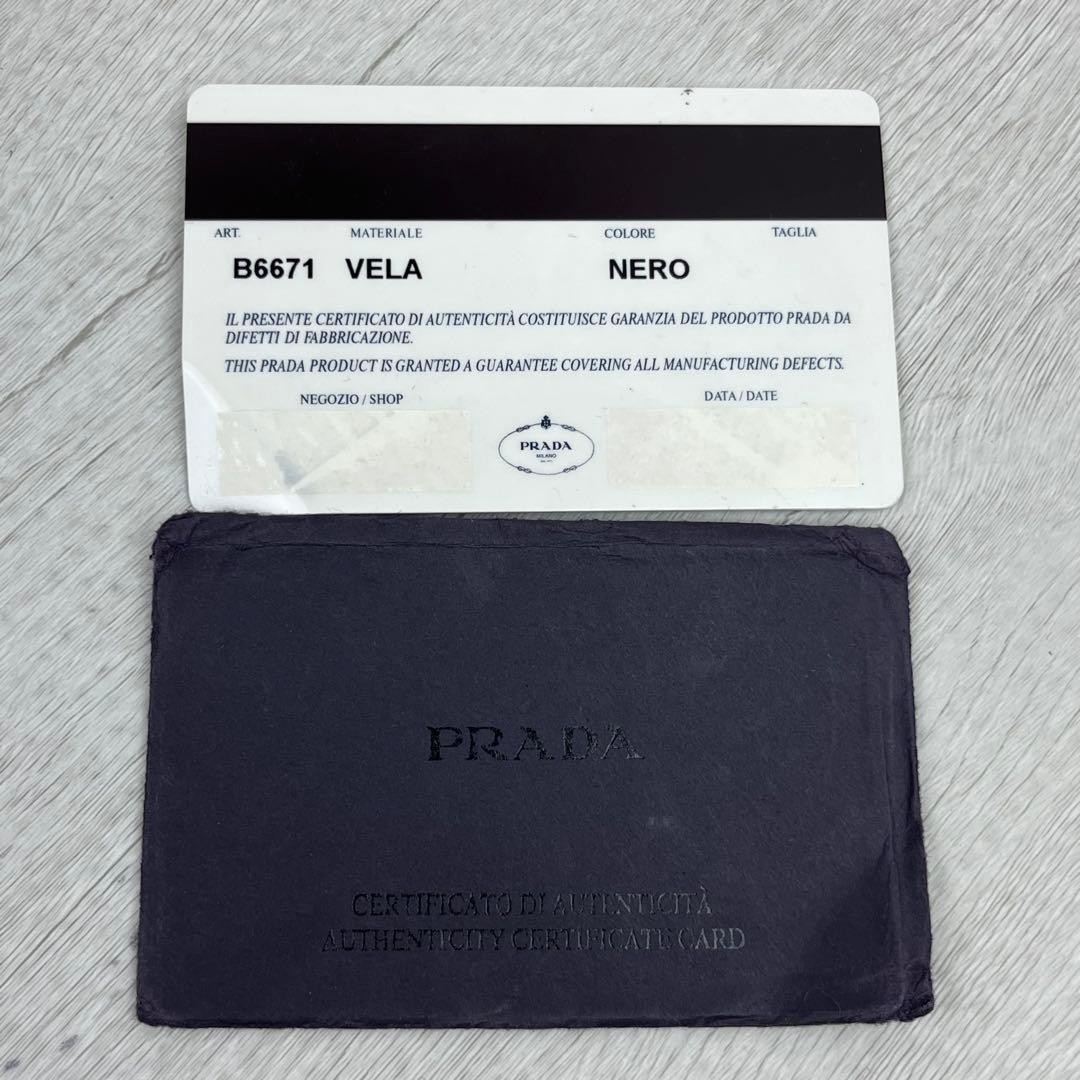 ART. MATERIALE COLORE TAGLIA
B6671 VELA NERO
IL PRESENTE CERTIFICATO DI AUTENTICITÀ COSTITUISCE GARANZIA DEL PRODOTTO PRADA DA
DIFETTI DI FABBRICAZIONE.
THIS PRADA PRODUCT IS GRANTED A GUARANTEE COVERING ALL MANUFACTURING DEFECTS.
NEGOZIO / SHOP DATA / DATE
PRADA
MILANO
PRADA
CERTIFICATO DI AUTENTICITÀ
AUTHENTICITY CERTIFICATE CARD